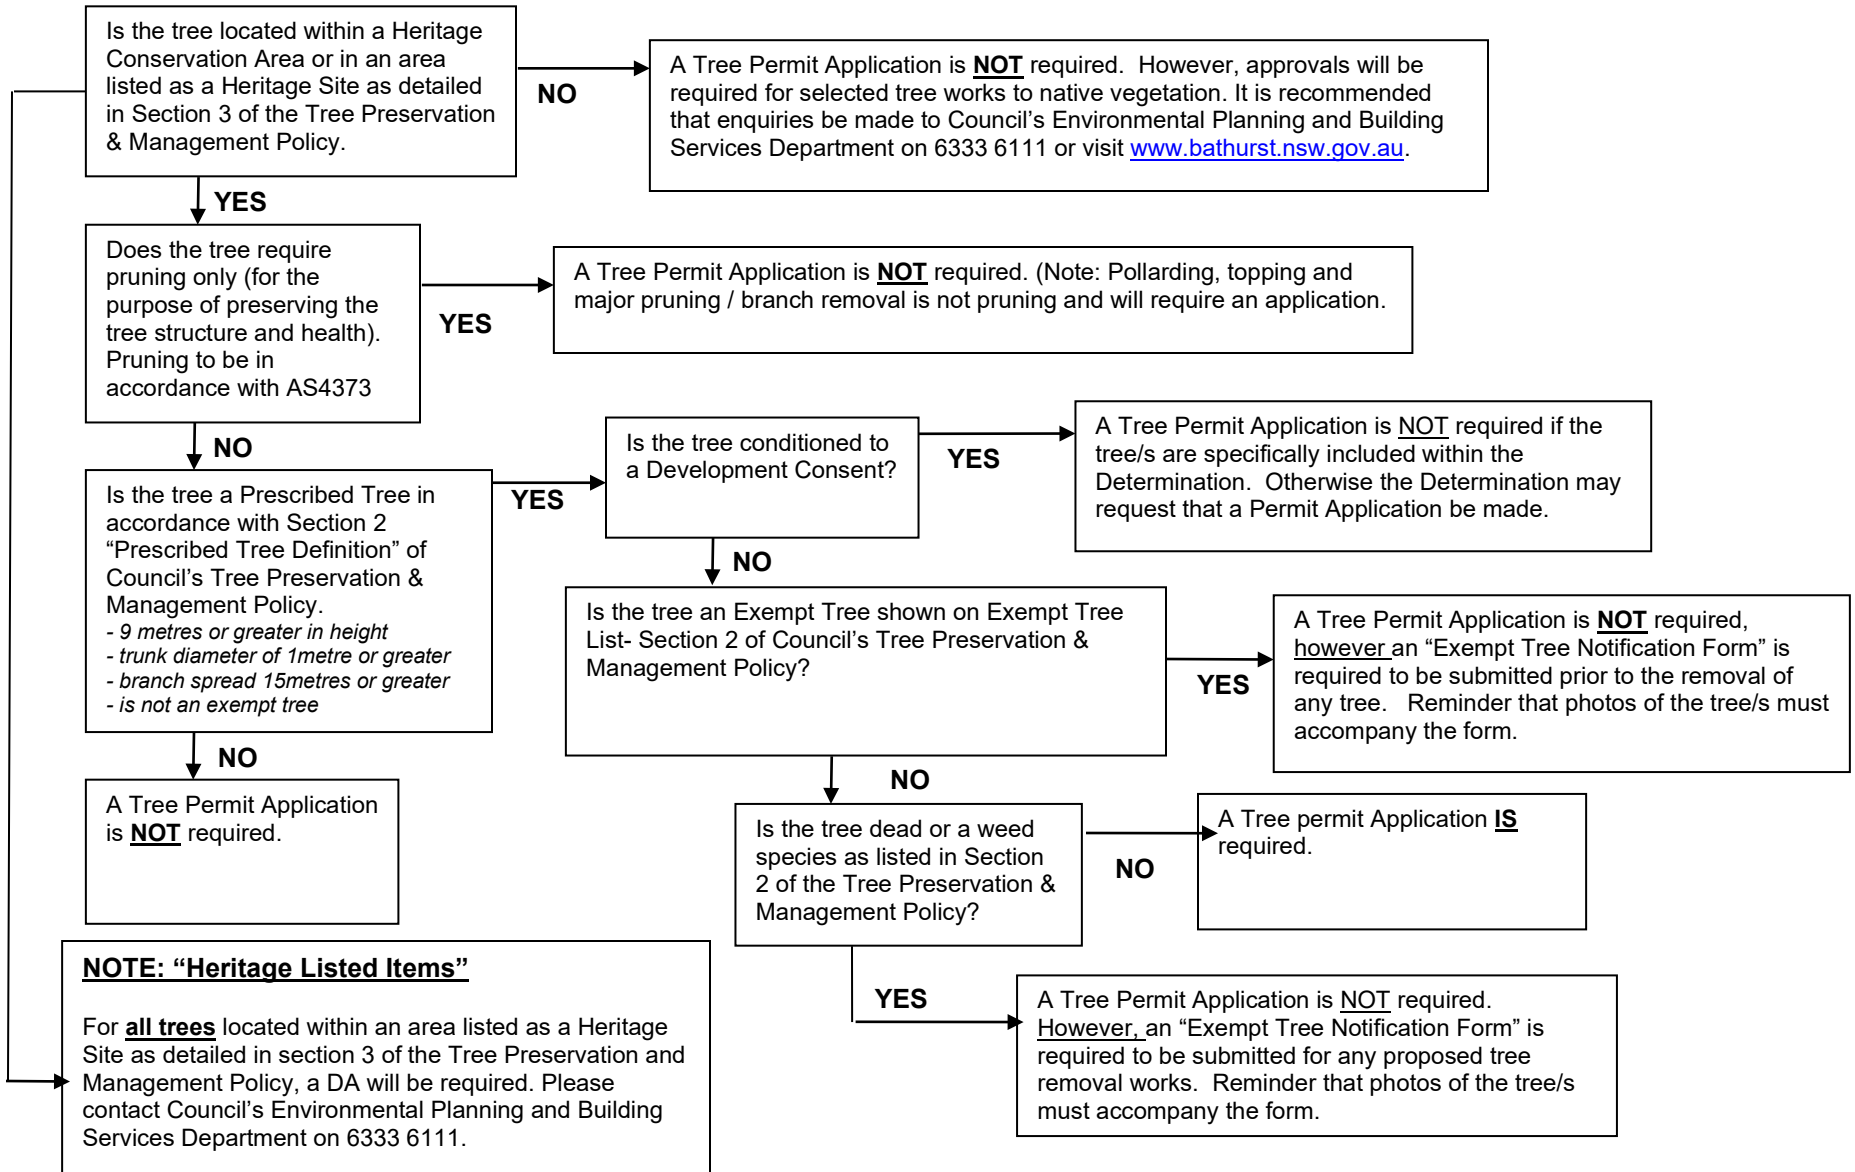 Is the tree located within a Heritage
Conservation Area or in an area
listed as a Heritage Site as detailed
in Section 3 of the Tree Preservation
& Management Policy.
NO
A Tree Permit Application is NOT required.  However, approvals will be
required for selected tree works to native vegetation. It is recommended
that enquiries be made to Council’s Environmental Planning and Building
Services Department on 6333 6111 or visit www.bathurst.nsw.gov.au.
YES
Does the tree require
pruning only (for the
purpose of preserving the
tree structure and health).
Pruning to be in
accordance with AS4373
YES
A Tree Permit Application is NOT required. (Note: Pollarding, topping and
major pruning / branch removal is not pruning and will require an application.
NO
Is the tree a Prescribed Tree in
accordance with Section 2
“Prescribed Tree Definition” of
Council’s Tree Preservation &
Management Policy.
- 9 metres or greater in height
- trunk diameter of 1metre or greater
- branch spread 15metres or greater
- is not an exempt tree
YES
Is the tree conditioned to
a Development Consent?
YES
A Tree Permit Application is NOT required if the
tree/s are specifically included within the
Determination.  Otherwise the Determination may
request that a Permit Application be made.
NO
Is the tree an Exempt Tree shown on Exempt Tree
List- Section 2 of Council’s Tree Preservation &
Management Policy?
YES
A Tree Permit Application is NOT required,
however an “Exempt Tree Notification Form” is
required to be submitted prior to the removal of
any tree.   Reminder that photos of the tree/s must
accompany the form.
NO
A Tree Permit Application
is NOT required.
NO
Is the tree dead or a weed
species as listed in Section
2 of the Tree Preservation &
Management Policy?
NO
A Tree permit Application IS
required.
YES
A Tree Permit Application is NOT required.
However, an “Exempt Tree Notification Form” is
required to be submitted for any proposed tree
removal works.  Reminder that photos of the tree/s
must accompany the form.
NOTE: “Heritage Listed Items”
For all trees located within an area listed as a Heritage
Site as detailed in section 3 of the Tree Preservation and
Management Policy, a DA will be required. Please
contact Council’s Environmental Planning and Building
Services Department on 6333 6111.